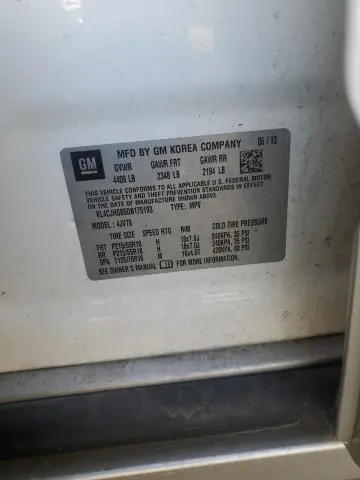 GM
MFD BY GM KOREA COMPANY 05/13
GVWR GAWR FRT GAWR RR
4409 LB 2348 LB 2194 LB
THIS VEHICLE CONFORMS TO ALL APPLICABLE U.S. FEDERAL MOTOR
VEHICLE SAFETY, BUMPER, AND THEFT PREVENTION STANDARDS IN
EFFECT ON THE DATE OF MANUFACTURE SHOWN ABOVE.
TYPE: MPV
MODEL: 4JV76
TIRE SIZE SPEED RTG RIM COLD TIRE PRESSURE
FRT P215/55R18 H 18x7.0J 240KPA, 35 PSI
RR P215/55R18 H 18x7.0J 240KPA, 35 PSI
SPA T125/70R16 M 16x4.0T 420KPA, 60 PSI
SEE OWNER'S MANUAL FOR MORE INFORMATION.